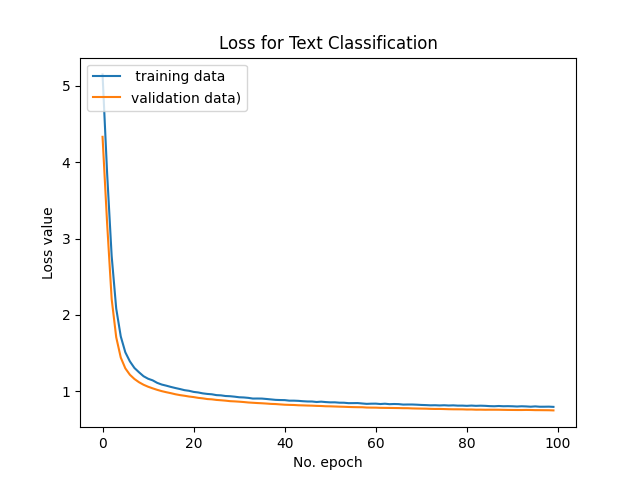 Loss for Text Classification
training data
validation data)
5
4
3
2
1
Loss value
0 20 40 60 80 100
No. epoch